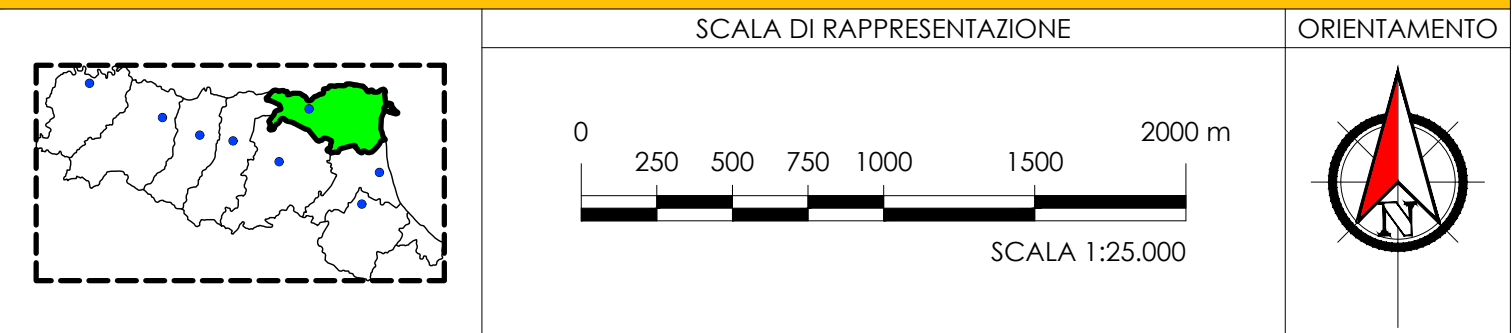 SCALA DI RAPPRESENTAZIONE
ORIENTAMENTO
0
2000 m
250 500 750 1000 1500
SCALA 1:25.000
N